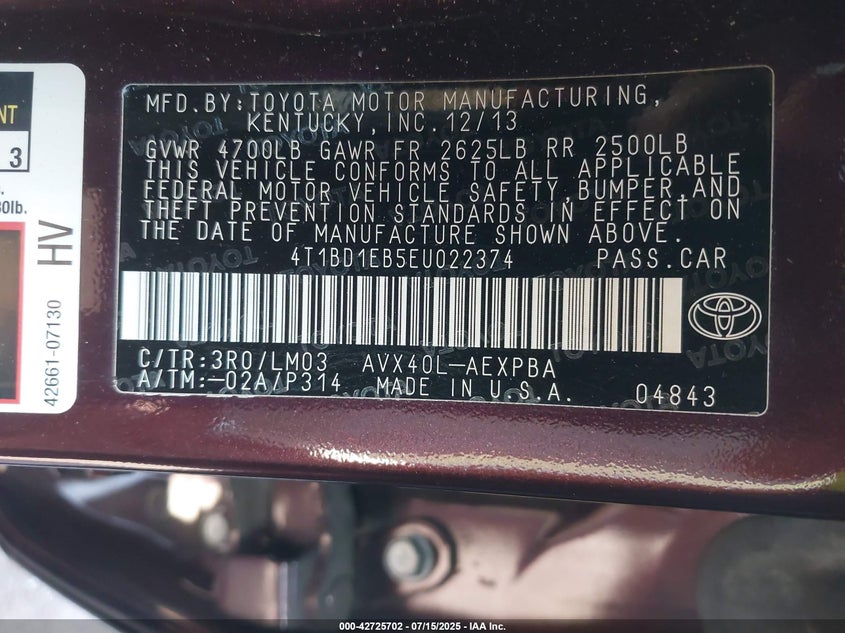 NT
3
.
30lb.
HV
42661-07130
MFD.BY:TOYOTA MOTOR MANUFACTURING,
KENTUCKY,INC.12/13
GVWR 4700LB GAWR FR 2625LB RR 2500LB
THIS VEHICLE CONFORMS TO ALL APPLICABLE
FEDERAL MOTOR VEHICLE SAFETY,BUMPER,AND
THEFT PREVENTION STANDARDS IN EFFECT ON
THE DATE OF MANUFACTURE SHOWN ABOVE.
4T1BD1EB5EU022374 PASS.CAR
C/TR:3R0/LM03 AVX40L-AEXPBA
A/TM:-02A/P314 MADE IN U.S.A. 04843
TOYOTA
000-42725702 - 07/15/2025 - IAA Inc.